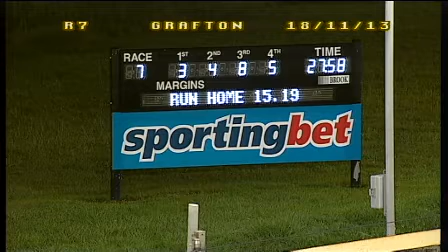 R7 GRAFTON 18/11/13
RACE 1ST 2ND 3RD 4TH TIME
7 3 4 8 5 27.58
BROOK
MARGINS
RUN HOME 15.19
sportingbet